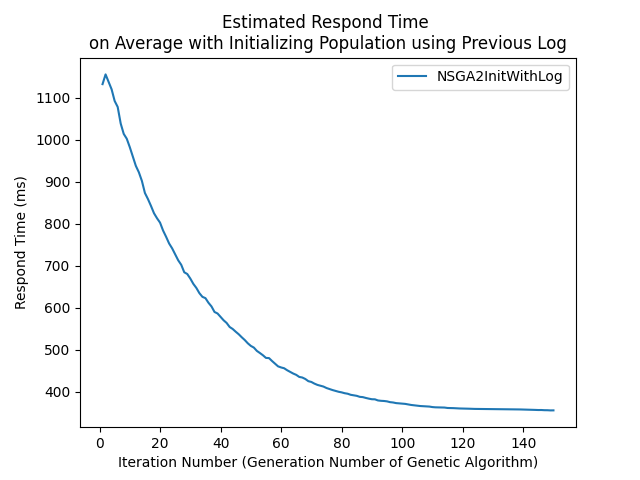 Estimated Respond Time
on Average with Initializing Population using Previous Log
NSGA2InitWithLog
Respond Time (ms)
1100
1000
900
800
700
600
500
400
0 20 40 60 80 100 120 140
Iteration Number (Generation Number of Genetic Algorithm)